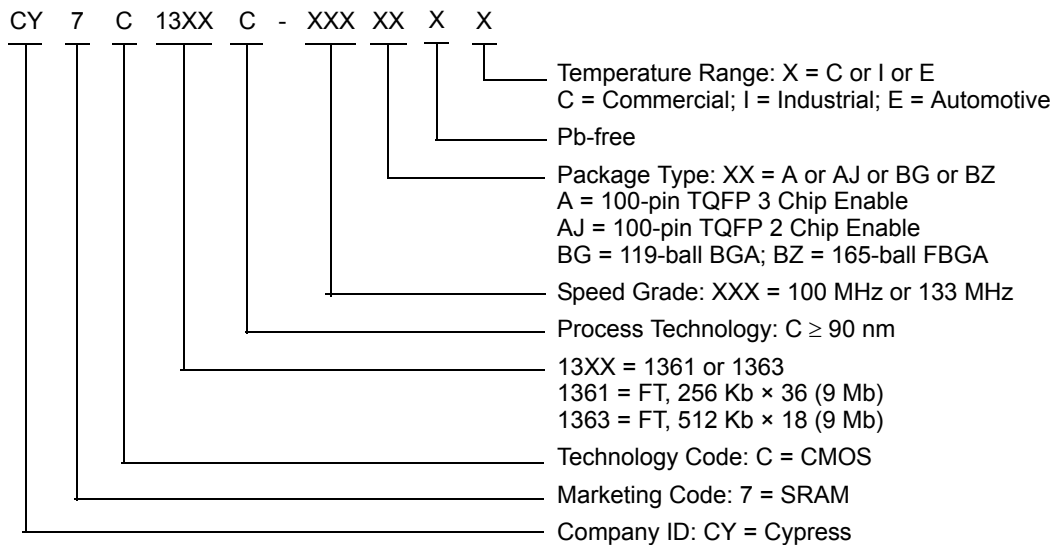 CY 7 C 13XX C - XXX XX X X
Temperature Range: X = C or I or E
C = Commercial; I = Industrial; E = Automotive
Pb-free
Package Type: XX = A or AJ or BG or BZ
A = 100-pin TQFP 3 Chip Enable
AJ = 100-pin TQFP 2 Chip Enable
BG = 119-ball BGA; BZ = 165-ball FBGA
Speed Grade: XXX = 100 MHz or 133 MHz
Process Technology: C ≥ 90 nm
13XX = 1361 or 1363
1361 = FT, 256 Kb × 36 (9 Mb)
1363 = FT, 512 Kb × 18 (9 Mb)
Technology Code: C = CMOS
Marketing Code: 7 = SRAM
Company ID: CY = Cypress